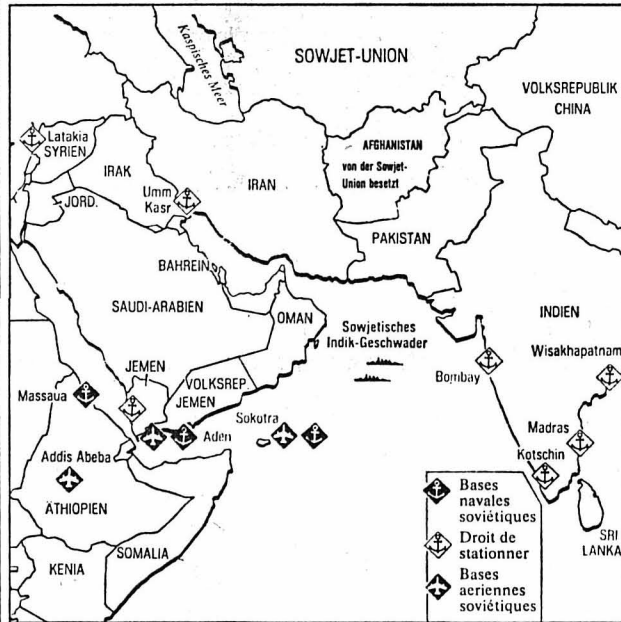 Kaspisches Meer
SOWJET-UNION
VOLKSREPUBLIK
CHINA
Latakia
SYRIEN
IRAK
JORD.
Umm
Kasr
IRAN
AFGHANISTAN
von der Sowjet-
Union besetzt
PAKISTAN
BAHREIN
SAUDI-ARABIEN
OMAN
Sowjetisches
Indik-Geschwader
INDIEN
Wisakhapatnam
Bombay
JEMEN
VOLKSREP.
JEMEN
Massaua
Aden
Sokotra
Madras
Kotschin
Addis Abeba
ÄTHIOPIEN
SOMALIA
KENIA
SRI
LANKA
Bases
navales
soviétiques
Droit de
stationner
Bases
aeriennes
soviétiques